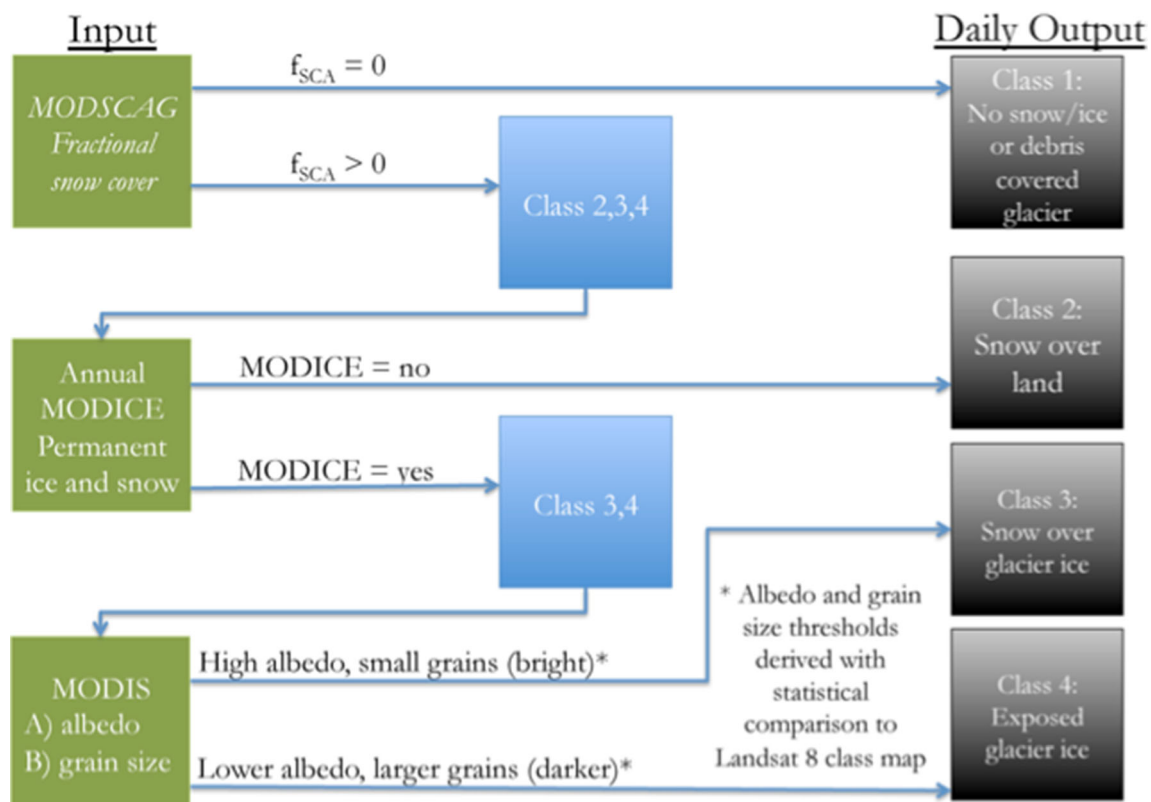 Input
Daily Output
MODSCAG
Fractional
snow cover
f_SCA = 0
f_SCA > 0
Class 2,3,4
Class 1:
No snow/ice
or debris
covered
glacier
Annual
MODICE
Permanent
ice and snow
MODICE = no
MODICE = yes
Class 3,4
Class 2:
Snow over
land
Class 3:
Snow over
glacier ice
MODIS
A) albedo
B) grain size
High albedo, small grains (bright)*
Lower albedo, larger grains (darker)*
* Albedo and grain
size thresholds
derived with
statistical
comparison to
Landsat 8 class map
Class 4:
Exposed
glacier ice